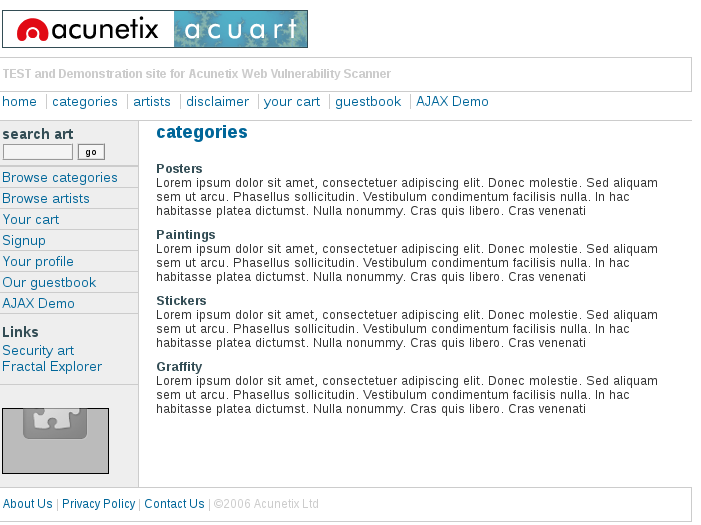 acunetix acuart
TEST and Demonstration site for Acunetix Web Vulnerability Scanner
home | categories | artists | disclaimer | your cart | guestbook | AJAX Demo
search art
go
Browse categories
Browse artists
Your cart
Signup
Your profile
Our guestbook
AJAX Demo
Links
Security art
Fractal Explorer
categories
Posters
Lorem ipsum dolor sit amet, consectetuer adipiscing elit. Donec molestie. Sed aliquam
sem ut arcu. Phasellus sollicitudin. Vestibulum condimentum facilisis nulla. In hac
habitasse platea dictumst. Nulla nonummy. Cras quis libero. Cras venenati
Paintings
Lorem ipsum dolor sit amet, consectetuer adipiscing elit. Donec molestie. Sed aliquam
sem ut arcu. Phasellus sollicitudin. Vestibulum condimentum facilisis nulla. In hac
habitasse platea dictumst. Nulla nonummy. Cras quis libero. Cras venenati
Stickers
Lorem ipsum dolor sit amet, consectetuer adipiscing elit. Donec molestie. Sed aliquam
sem ut arcu. Phasellus sollicitudin. Vestibulum condimentum facilisis nulla. In hac
habitasse platea dictumst. Nulla nonummy. Cras quis libero. Cras venenati
Graffity
Lorem ipsum dolor sit amet, consectetuer adipiscing elit. Donec molestie. Sed aliquam
sem ut arcu. Phasellus sollicitudin. Vestibulum condimentum facilisis nulla. In hac
habitasse platea dictumst. Nulla nonummy. Cras quis libero. Cras venenati
About Us | Privacy Policy | Contact Us | ©2006 Acunetix Ltd